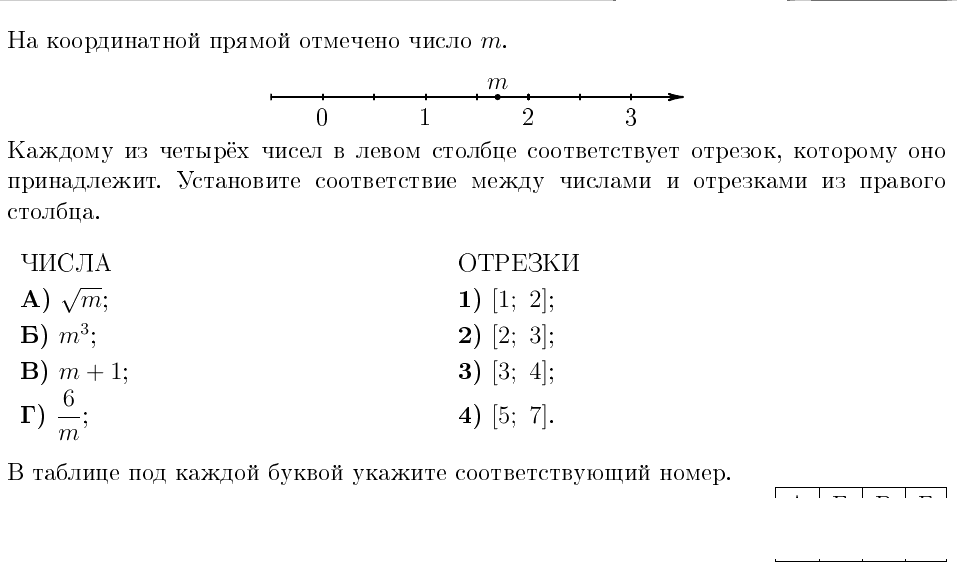 На координатной прямой отмечено число m.
m
0 1 2 3
Каждому из четырёх чисел в левом столбце соответствует отрезок, которому оно
принадлежит. Установите соответствие между числами и отрезками из правого
столбца.
ЧИСЛА ОТРЕЗКИ
А) √m; 1) [1; 2];
Б) m³; 2) [2; 3];
В) m + 1; 3) [3; 4];
Г) 6/m; 4) [5; 7].
В таблице под каждой буквой укажите соответствующий номер.